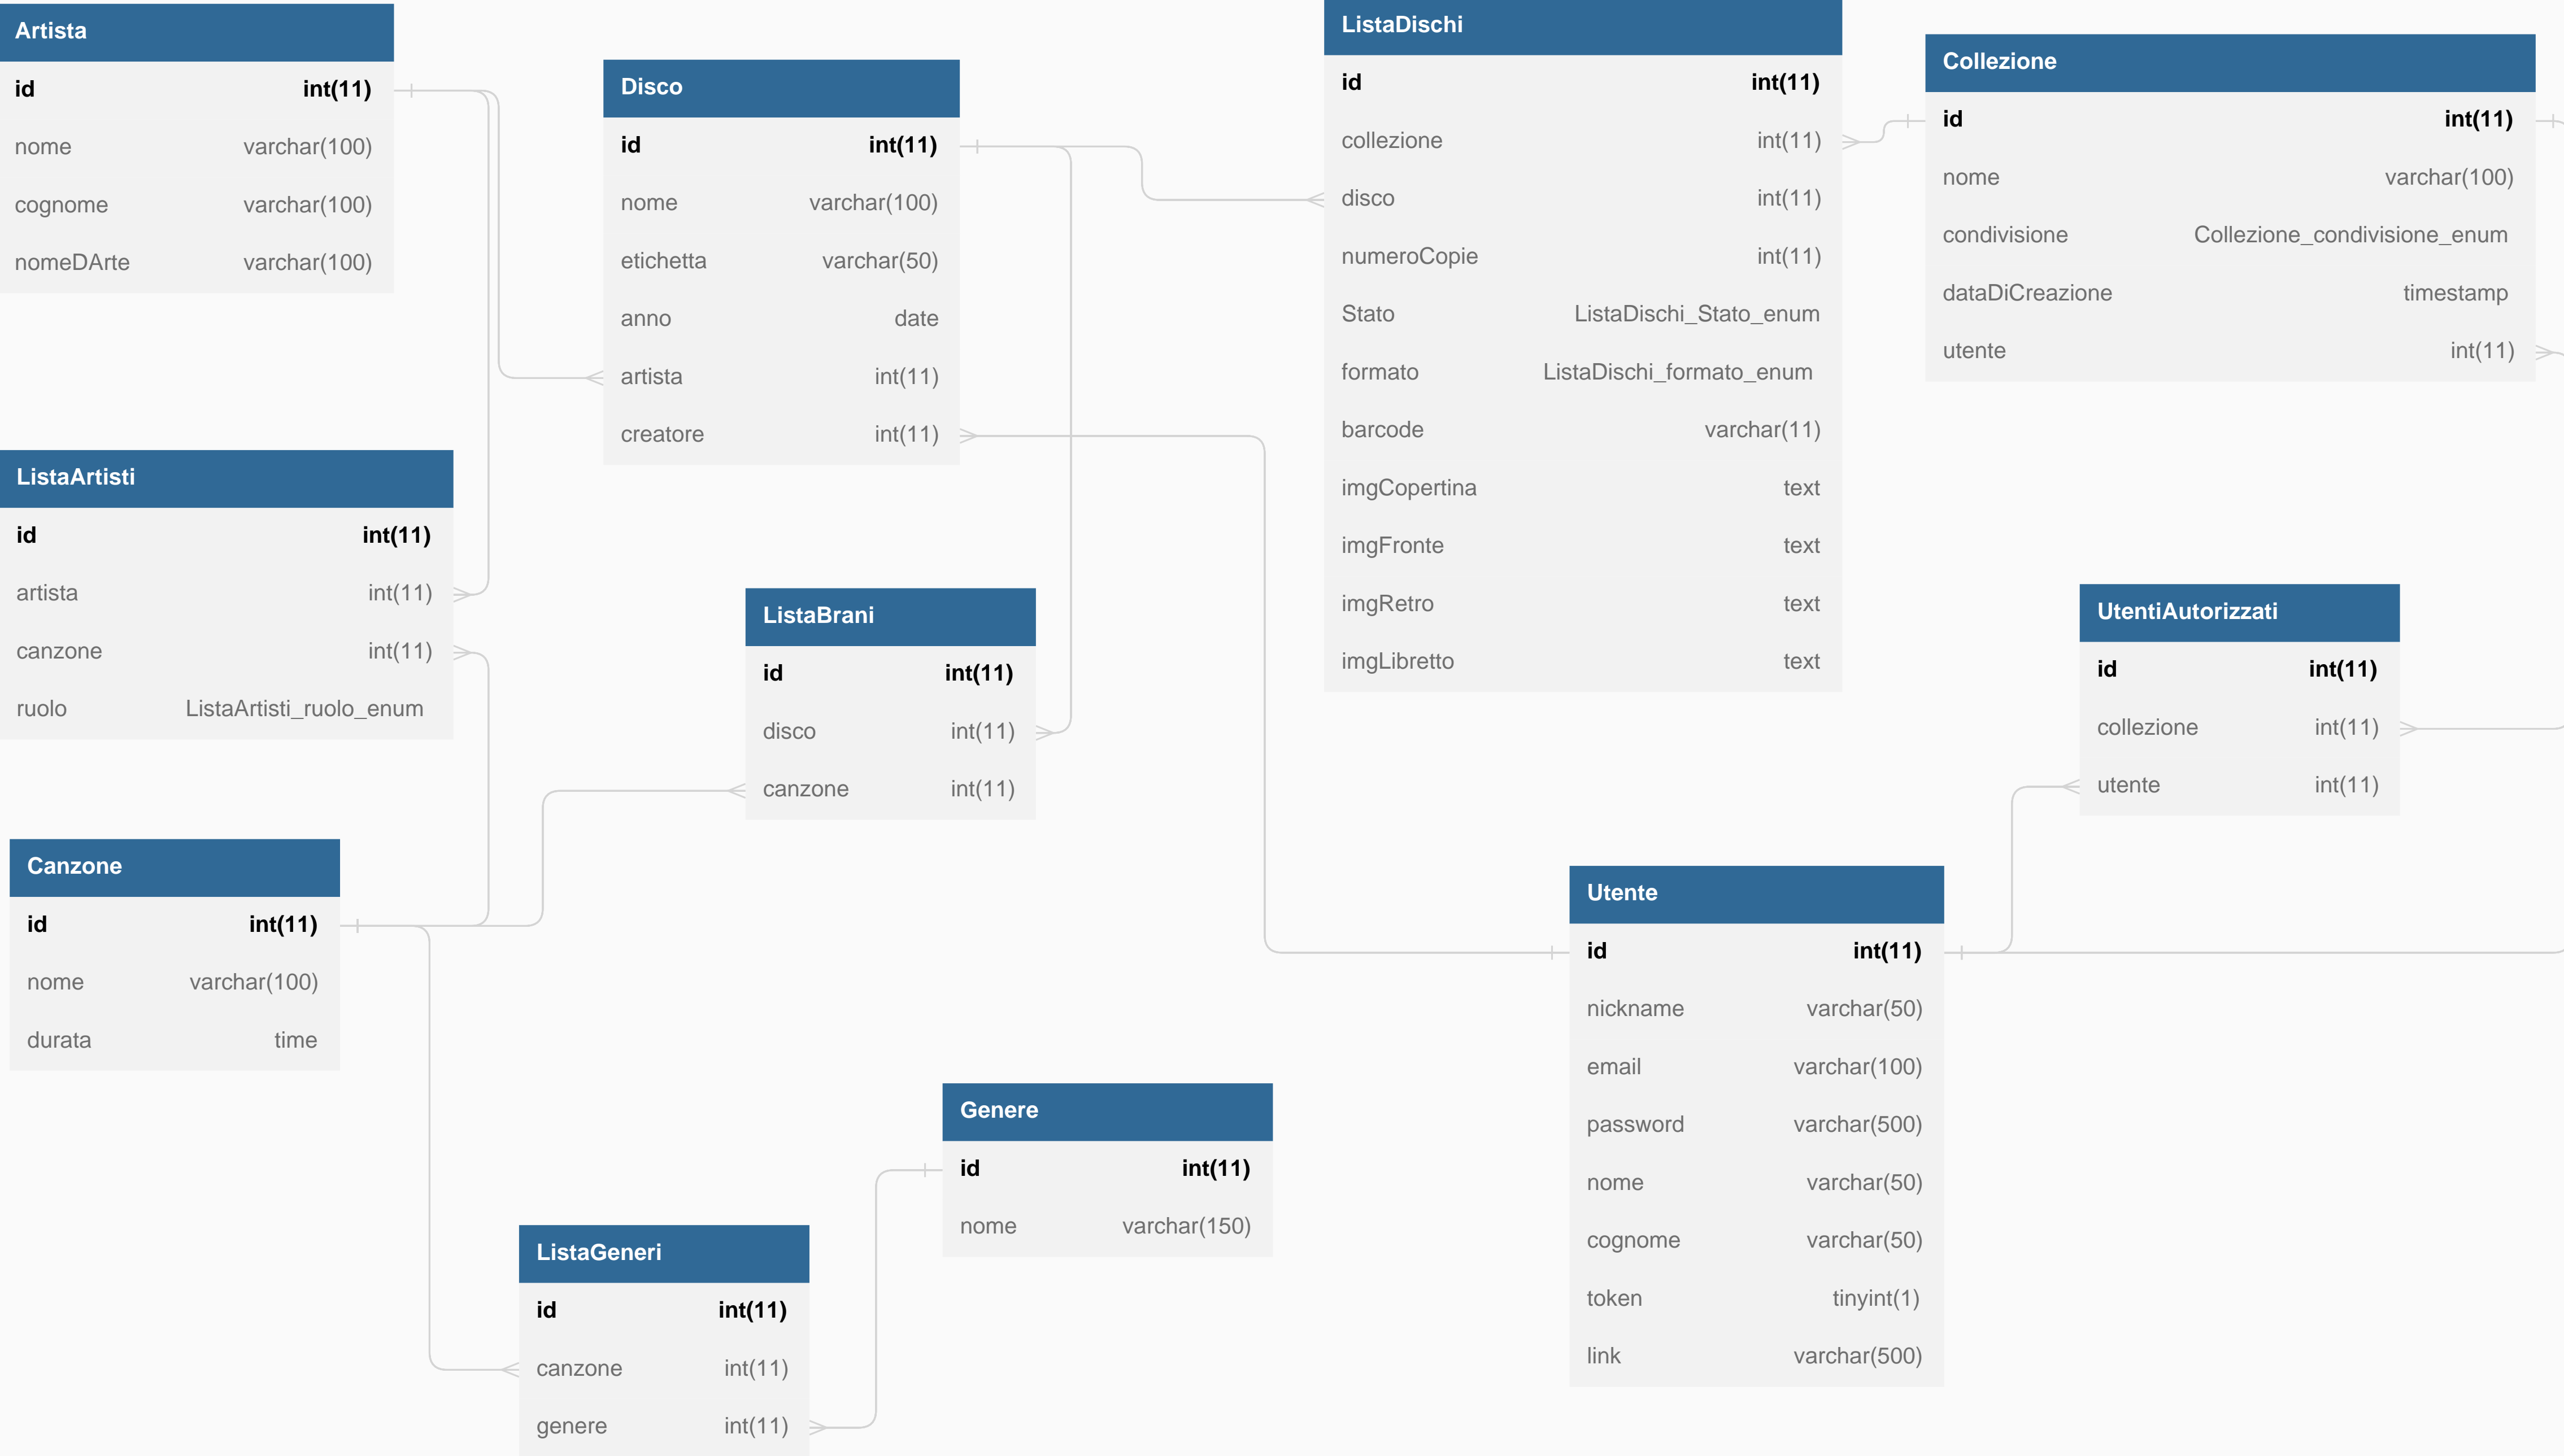 Artista
id int(11)
nome varchar(100)
cognome varchar(100)
nomeDArte varchar(100)
Disco
id int(11)
nome varchar(100)
etichetta varchar(50)
anno date
artista int(11)
creatore int(11)
ListaDischi
id int(11)
collezione int(11)
disco int(11)
numeroCopie int(11)
Stato ListaDischi_Stato_enum
formato ListaDischi_formato_enum
barcode varchar(11)
imgCopertina text
imgFronte text
imgRetro text
imgLibretto text
Collezione
id int(11)
nome varchar(100)
condivisione Collezione_condivisione_enum
dataDiCreazione timestamp
utente int(11)
ListaArtisti
id int(11)
artista int(11)
canzone int(11)
ruolo ListaArtisti_ruolo_enum
ListaBrani
id int(11)
disco int(11)
canzone int(11)
UtentiAutorizzati
id int(11)
collezione int(11)
utente int(11)
Canzone
id int(11)
nome varchar(100)
durata time
Utente
id int(11)
nickname varchar(50)
email varchar(100)
password varchar(500)
nome varchar(50)
cognome varchar(50)
token tinyint(1)
link varchar(500)
Genere
id int(11)
nome varchar(150)
ListaGeneri
id int(11)
canzone int(11)
genere int(11)